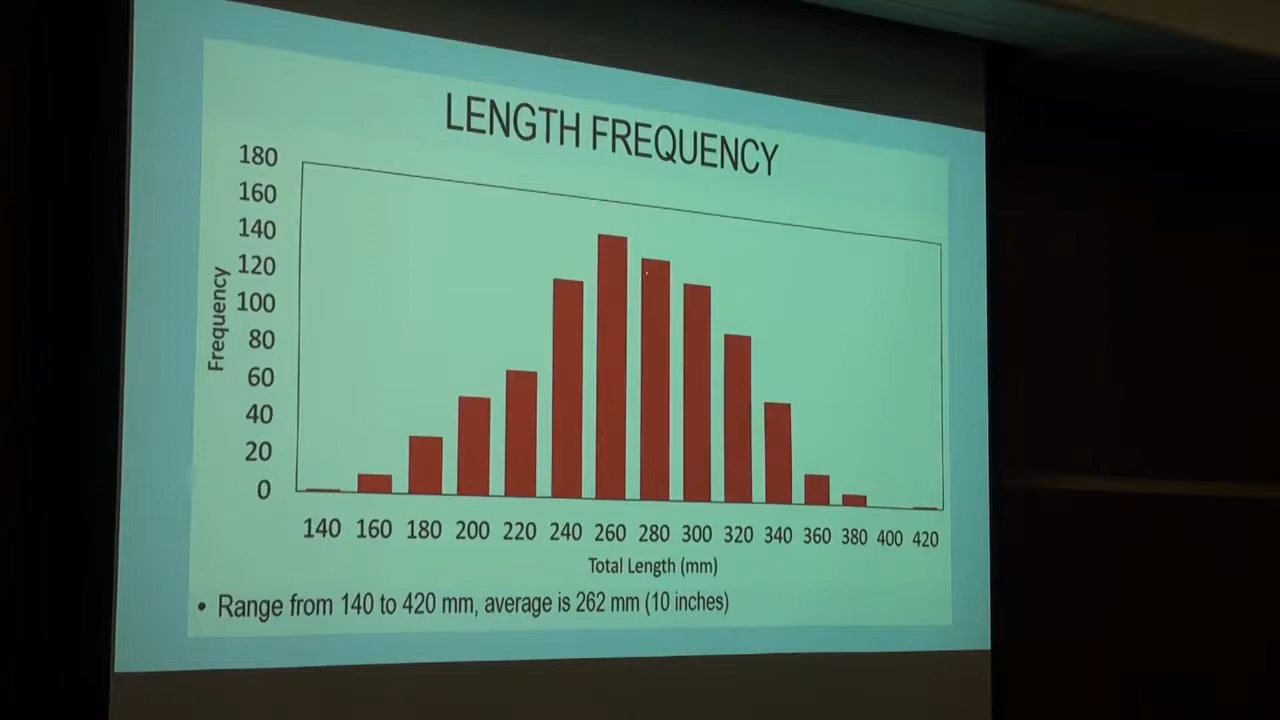 LENGTH FREQUENCY
180
160
140
120
100
80
60
40
20
0
Frequency
140 160 180 200 220 240 260 280 300 320 340 360 380 400 420
Total Length (mm)
• Range from 140 to 420 mm, average is 262 mm (10 inches)